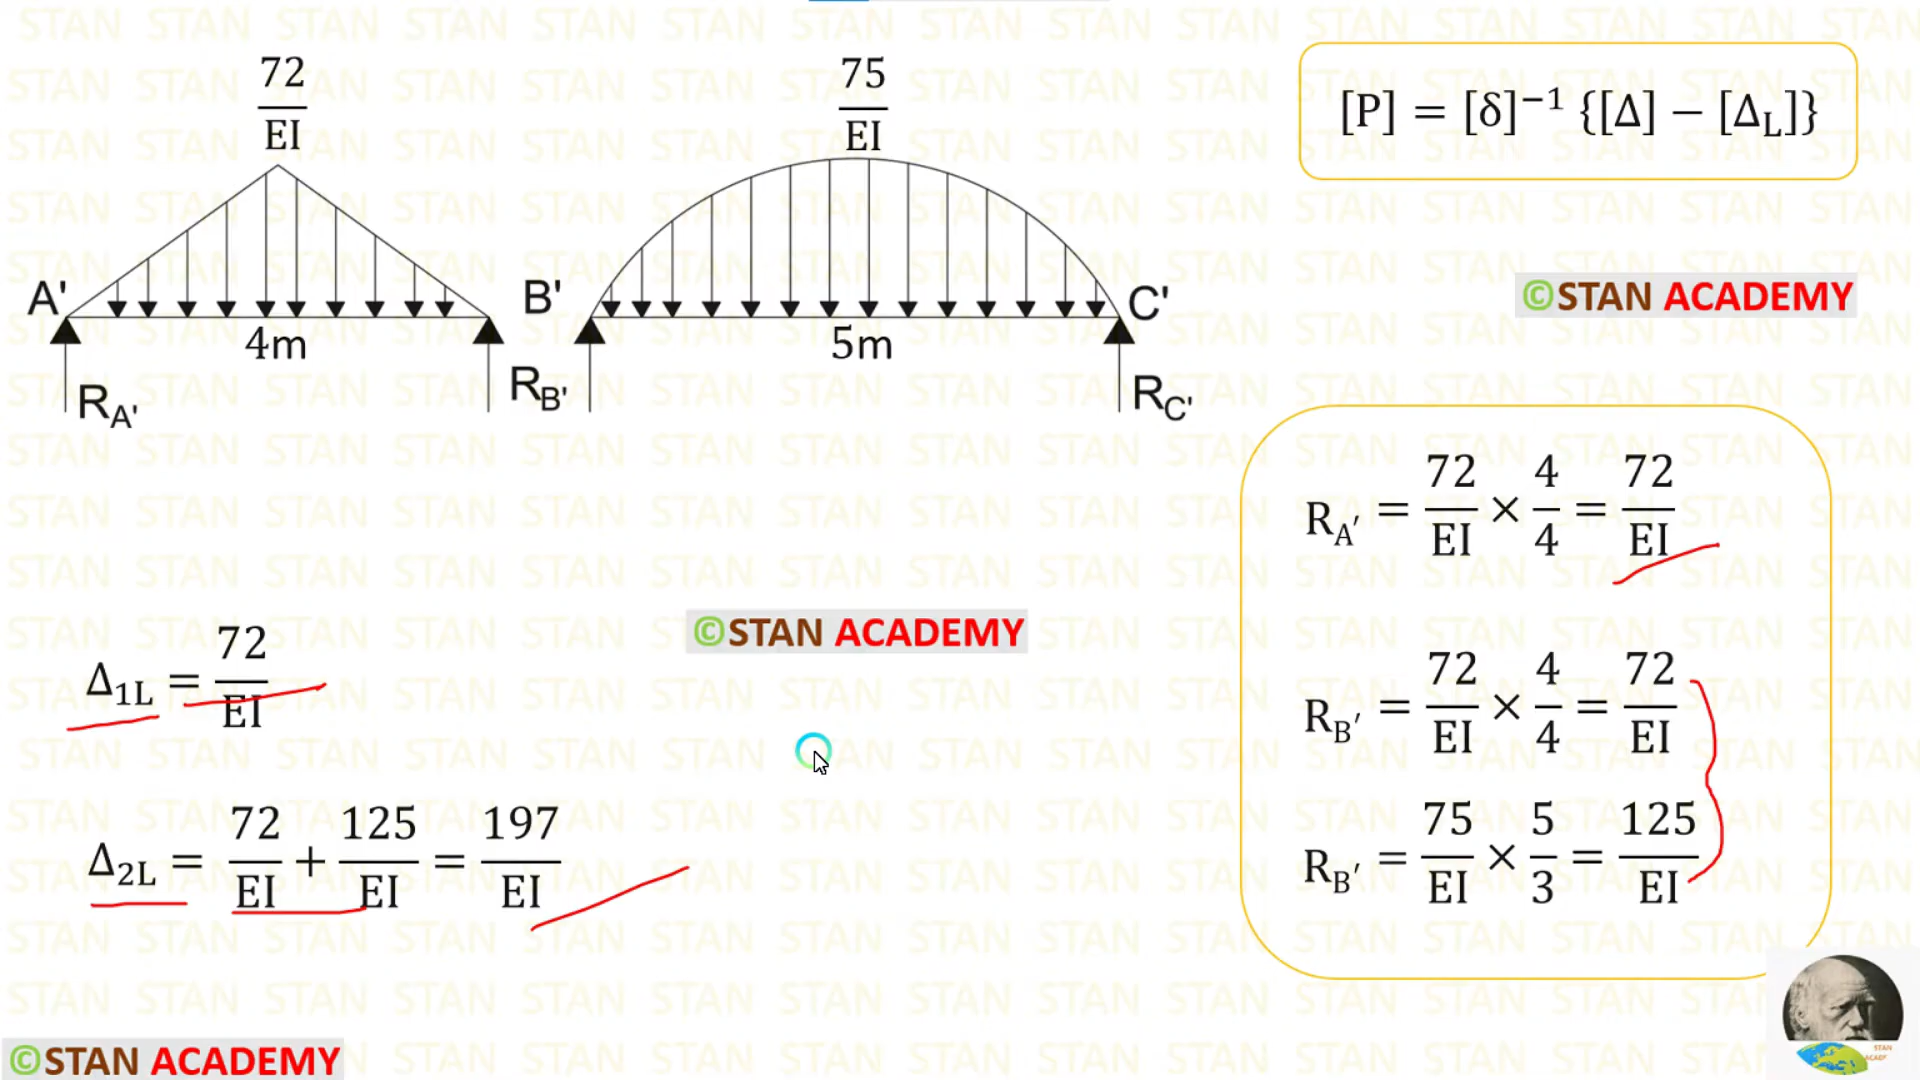 72/EI
75/EI
[P] = [δ]⁻¹ {[Δ] − [Δ_L]}
©STAN ACADEMY
A'
B'
C'
4m
5m
R_A'
R_B'
R_C'
R_A′ = 72/EI × 4/4 = 72/EI
©STAN ACADEMY
Δ_1L = 72/EI
R_B′ = 72/EI × 4/4 = 72/EI
Δ_2L = 72/EI + 125/EI = 197/EI
R_B′ = 75/EI × 5/3 = 125/EI
©STAN ACADEMY
STAN